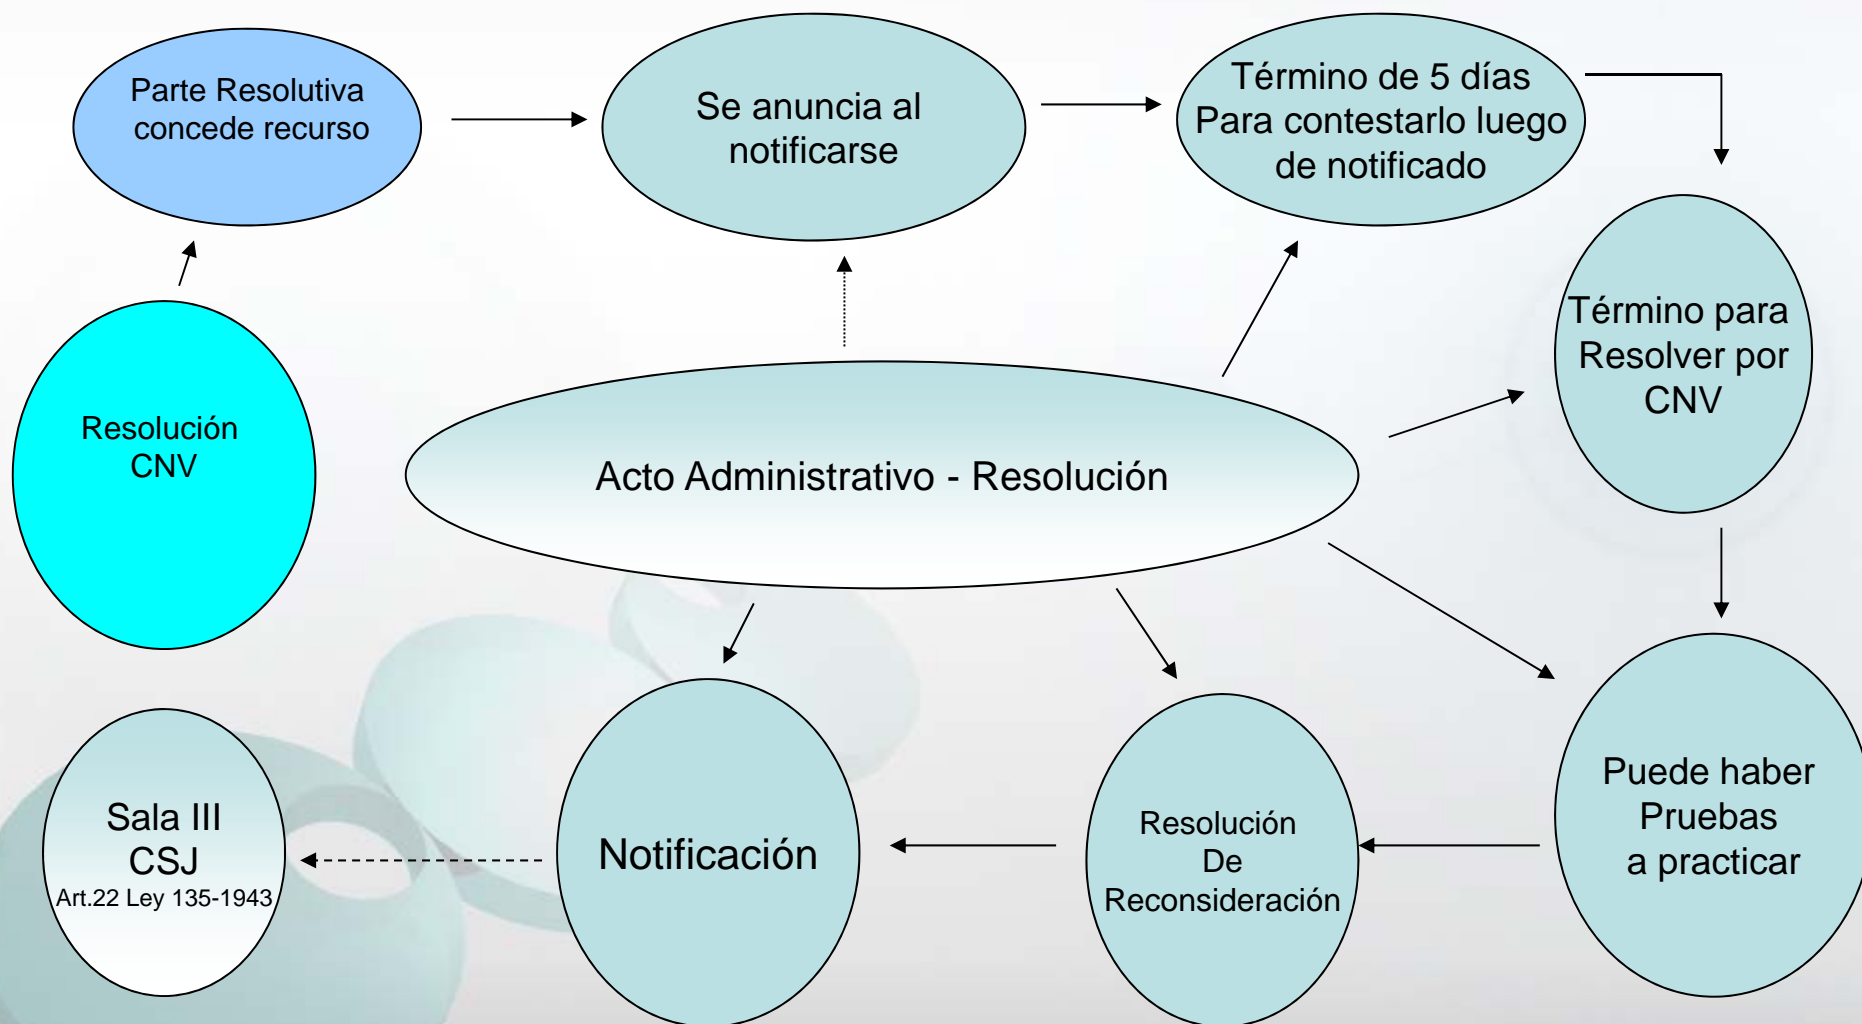 Parte Resolutiva
concede recurso
Se anuncia al
notificarse
Término de 5 días
Para contestarlo luego
de notificado
Término para
Resolver por
CNV
Resolución
CNV
Acto Administrativo - Resolución
Sala III
CSJ
Art.22 Ley 135-1943
Notificación
Resolución
De
Reconsideración
Puede haber
Pruebas
a practicar